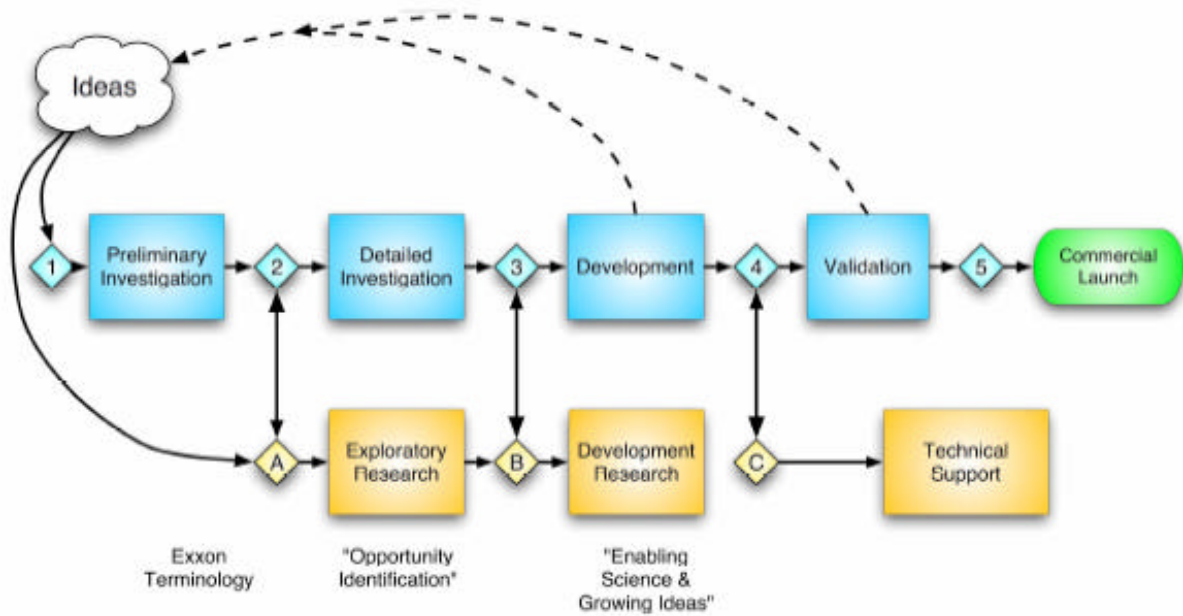 Ideas
1
Preliminary
Investigation
2
Detailed
Investigation
3
Development
4
Validation
5
Commercial
Launch
A
Exploratory
Research
B
Development
Research
C
Technical
Support
Exxon
Terminology
"Opportunity
Identification"
"Enabling
Science &
Growing Ideas"